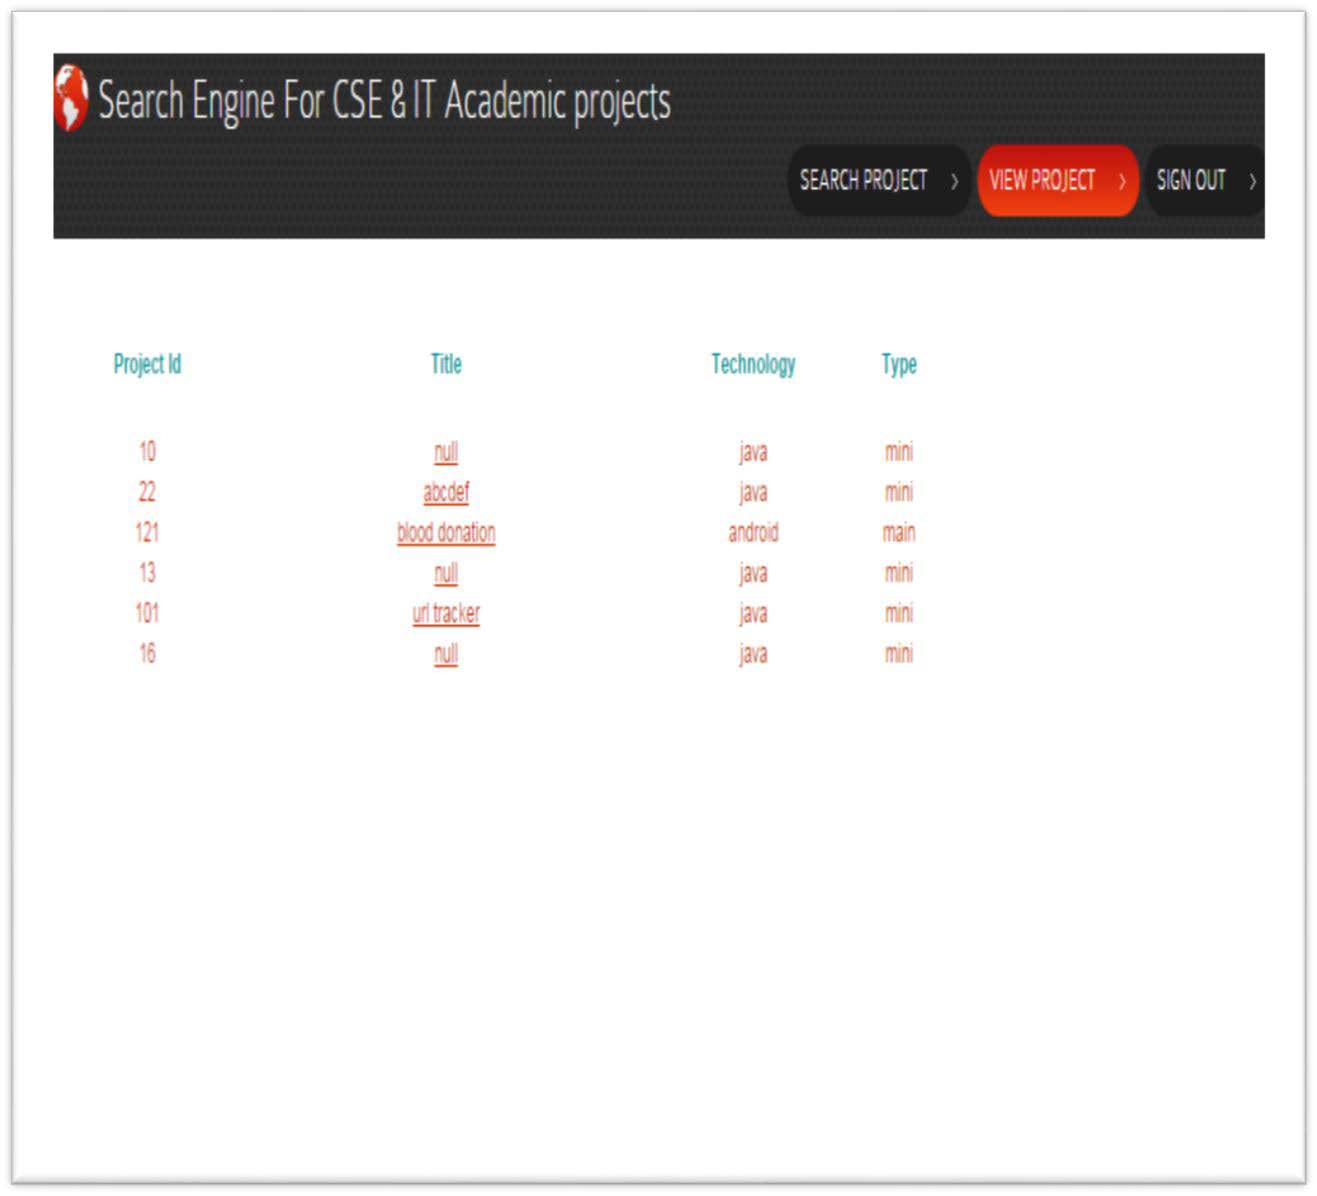 Search Engine For CSE & IT Academic projects
SEARCH PROJECT > VIEW PROJECT > SIGN OUT >
Project Id Title Technology Type
10 null java mini
22 abcdef java mini
121 blood donation android main
13 null java mini
101 url tracker java mini
16 null java mini